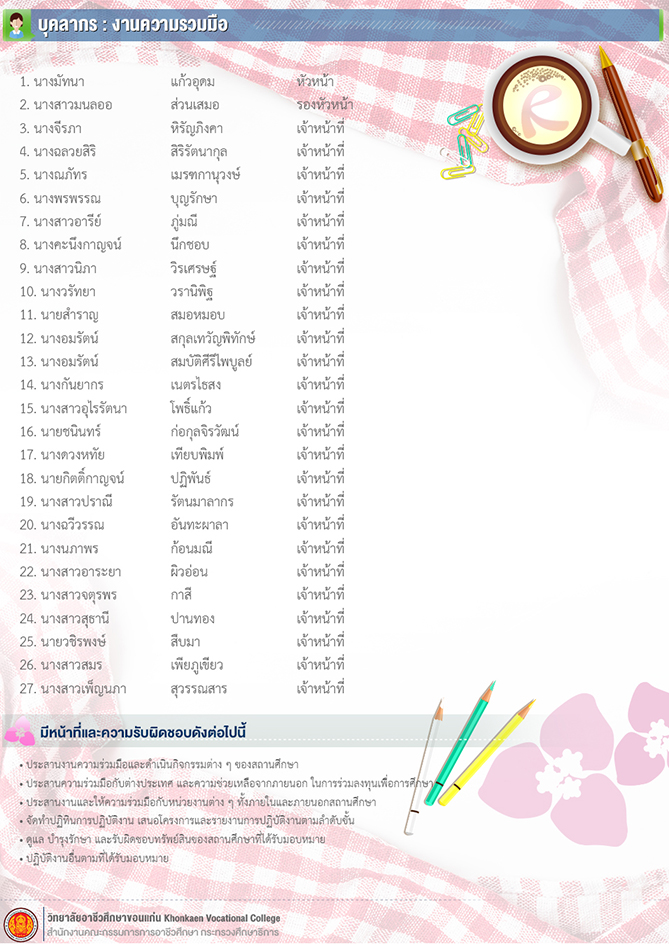 บุคลากร : งานความร่วมมือ
1. นางมัทนา แก้วอุดม หัวหน้า
2. นางสาวมนลออ ส่วนเสมอ รองหัวหน้า
3. นางจีรภา หิรัญภิงคา เจ้าหน้าที่
4. นางฉลวยสิริ สิริรัตนากุล เจ้าหน้าที่
5. นางณภัทร เมรฑกานุวงษ์ เจ้าหน้าที่
6. นางพรพรรณ บุญรักษา เจ้าหน้าที่
7. นางสาวอารีย์ ภู่มณี เจ้าหน้าที่
8. นางคะนึงกาญจน์ นึกชอบ เจ้าหน้าที่
9. นางสาวนิภา วิรเศรษฐ์ เจ้าหน้าที่
10. นางวรัทยา วรานิพิฐ เจ้าหน้าที่
11. นายสำราญ สมอหมอบ เจ้าหน้าที่
12. นางอมรัตน์ สกุลเทวัญพิทักษ์ เจ้าหน้าที่
13. นางอมรัตน์ สมบัติศีรีไพบูลย์ เจ้าหน้าที่
14. นางกันยากร เนตรไธสง เจ้าหน้าที่
15. นางสาวอุไรรัตนา โพธิ์แก้ว เจ้าหน้าที่
16. นายชนินทร์ ก่อกุลจิรวัฒน์ เจ้าหน้าที่
17. นางดวงหทัย เทียบพิมพ์ เจ้าหน้าที่
18. นายกิตติ์กาญจน์ ปฏิพันธ์ เจ้าหน้าที่
19. นางสาวปราณี รัตนมาลากร เจ้าหน้าที่
20. นางฉวีวรรณ อันทะผาลา เจ้าหน้าที่
21. นางนภาพร ก้อนมณี เจ้าหน้าที่
22. นางสาวอาระยา ผิวอ่อน เจ้าหน้าที่
23. นางสาวจตุรพร กาสี เจ้าหน้าที่
24. นางสาวสุธานี ปานทอง เจ้าหน้าที่
25. นายวชิรพงษ์ สืบมา เจ้าหน้าที่
26. นางสาวสมร เพียภูเขียว เจ้าหน้าที่
27. นางสาวเพ็ญนภา สุวรรณสาร เจ้าหน้าที่
มีหน้าที่และความรับผิดชอบดังต่อไปนี้
• ประสานงานความร่วมมือและดำเนินกิจกรรมต่าง ๆ ของสถานศึกษา
• ประสานความร่วมมือกับต่างประเทศ และความช่วยเหลือจากภายนอก ในการร่วมลงทุนเพื่อการศึกษา
• ประสานงานและให้ความร่วมมือกับหน่วยงานต่าง ๆ ทั้งภายในและภายนอกสถานศึกษา
• จัดทำปฏิทินการปฏิบัติงาน เสนอโครงการและรายงานการปฏิบัติงานตามลำดับชั้น
• ดูแล บำรุงรักษา และรับผิดชอบทรัพย์สินของสถานศึกษาที่ได้รับมอบหมาย
• ปฏิบัติงานอื่นตามที่ได้รับมอบหมาย
วิทยาลัยอาชีวศึกษาขอนแก่น Khonkaen Vocational College
สำนักงานคณะกรรมการการอาชีวศึกษา กระทรวงศึกษาธิการ